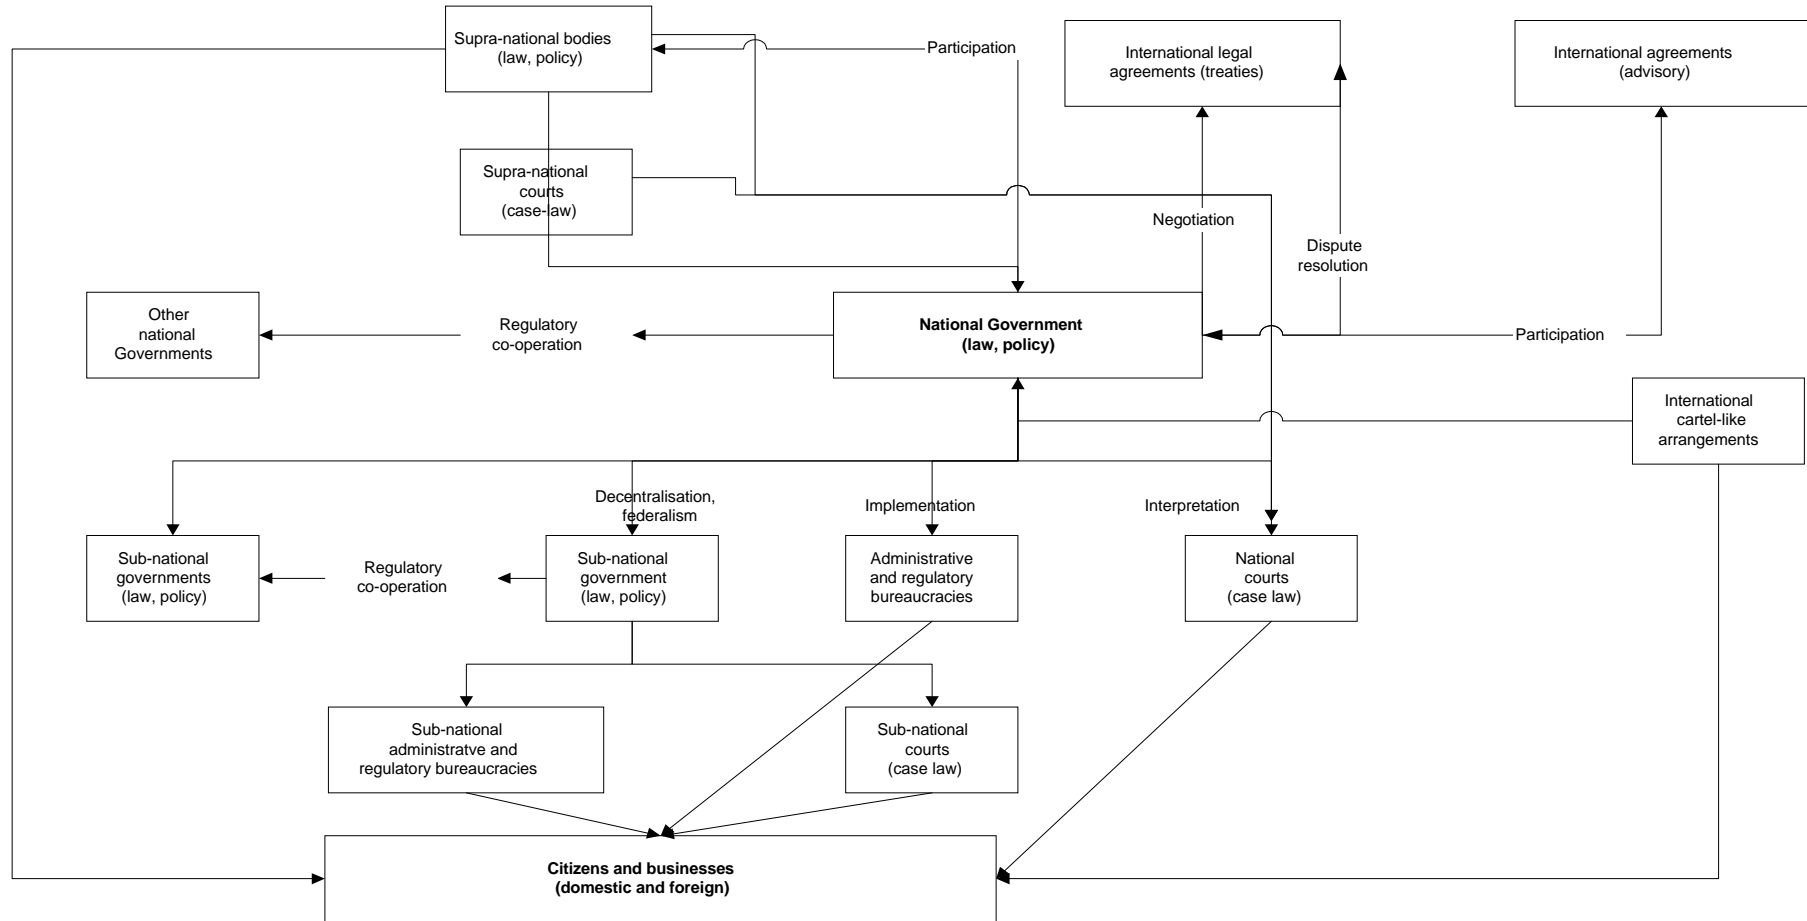 Supra-national bodies
(law, policy)
Participation
International legal
agreements (treaties)
International agreements
(advisory)
Supra-national
courts
(case-law)
Negotiation
Dispute
resolution
Other
national
Governments
Regulatory
co-operation
National Government
(law, policy)
Participation
International
cartel-like
arrangements
Decentralisation,
federalism
Implementation
Interpretation
Sub-national
governments
(law, policy)
Regulatory
co-operation
Sub-national
government
(law, policy)
Administrative
and regulatory
bureaucracies
National
courts
(case law)
Sub-national
administratve and
regulatory bureaucracies
Sub-national
courts
(case law)
Citizens and businesses
(domestic and foreign)